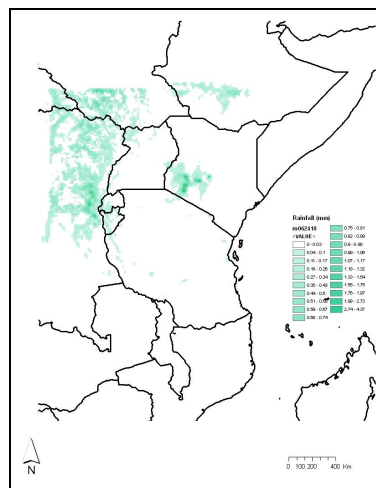 Rainfall (mm)
m062418
<VALUE>
0 - 0.03
0.04 - 0.1
0.11 - 0.17
0.18 - 0.26
0.27 - 0.34
0.35 - 0.42
0.44 - 0.5
0.51 - 0.58
0.59 - 0.67
0.68 - 0.74
0.75 - 0.81
0.82 - 0.89
0.9 - 0.98
0.99 - 1.06
1.07 - 1.17
1.18 - 1.32
1.33 - 1.54
1.55 - 1.75
1.76 - 1.97
1.98 - 2.73
2.74 - 4.37
N
0 100 200 400 Km